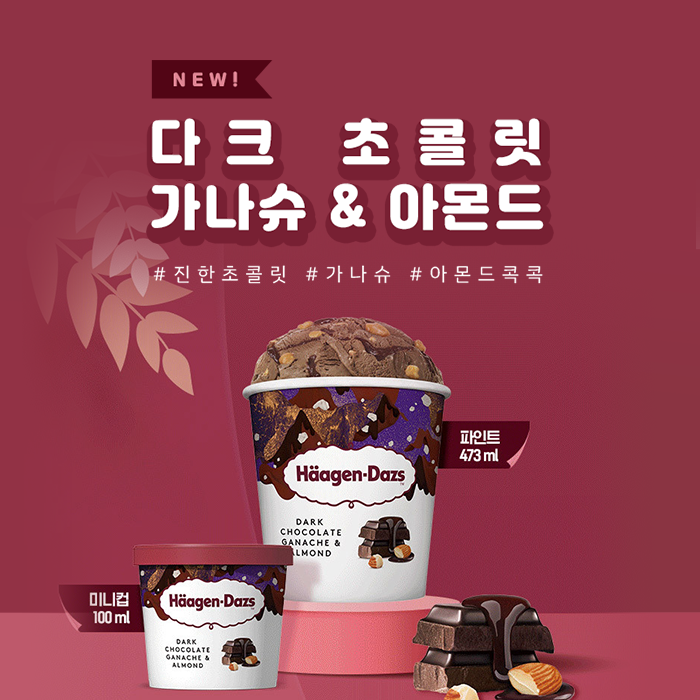 NEW!
다크 초콜릿
가나슈 & 아몬드
#진한초콜릿 #가나슈 #아몬드콕콕
파인트
473 ml
Häagen-Dazs
DARK
CHOCOLATE
GANACHE &
ALMOND
미니컵
100 ml
Häagen-Dazs
DARK
CHOCOLATE
GANACHE &
ALMOND